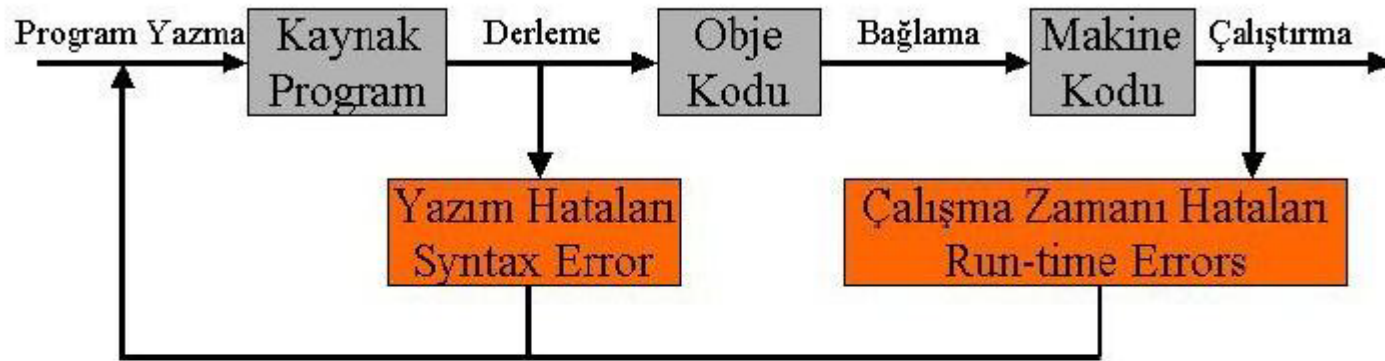 Program Yazma
Kaynak
Program
Derleme
Obje
Kodu
Bağlama
Makine
Kodu
Çalıştırma
Yazım Hataları
Syntax Error
Çalışma Zamanı Hataları
Run-time Errors